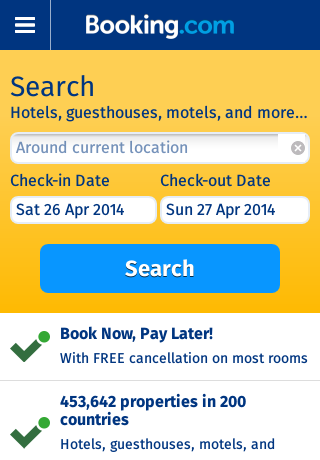 Booking.com
Search
Hotels, guesthouses, motels, and more...
Around current location
Check-in Date Check-out Date
Sat 26 Apr 2014 Sun 27 Apr 2014
Search
Book Now, Pay Later!
With FREE cancellation on most rooms
453,642 properties in 200
countries
Hotels, guesthouses, motels, and